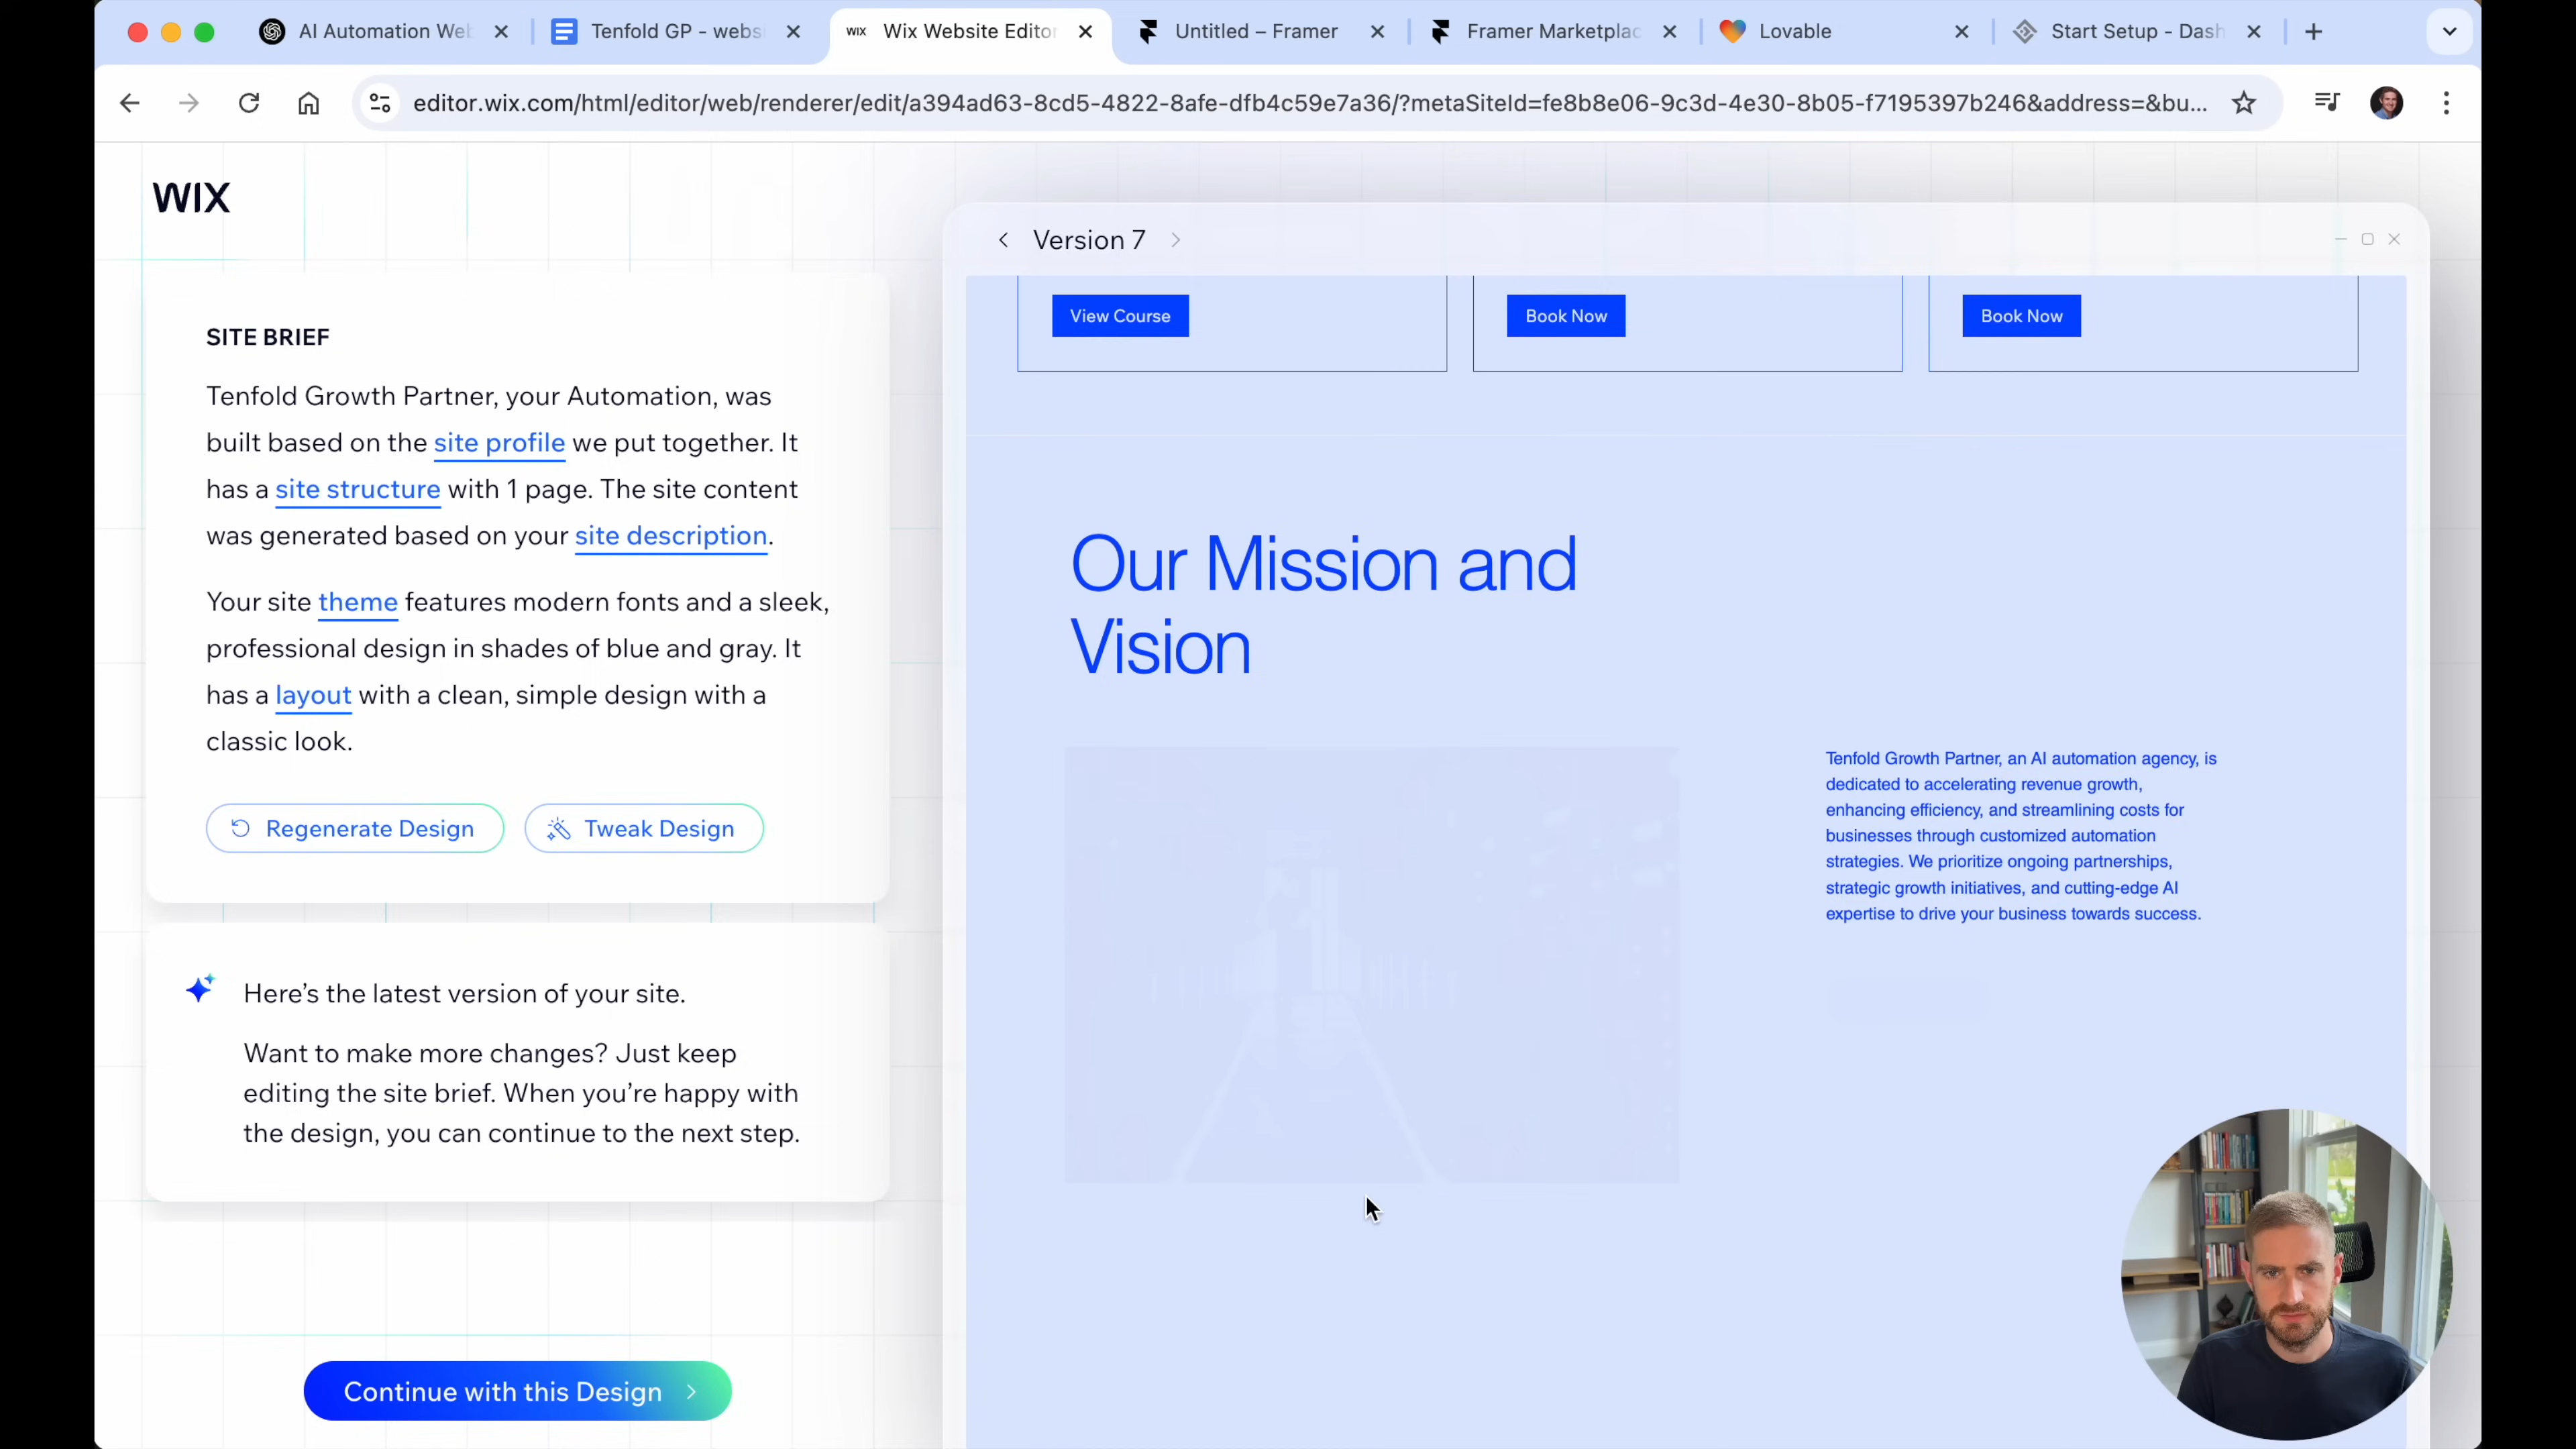 AI Automation Web
Tenfold GP - websi
WIX
Wix Website Editor
Untitled – Framer
Framer Marketplac
Lovable
Start Setup - Dash
editor.wix.com/html/editor/web/renderer/edit/a394ad63-8cd5-4822-8afe-dfb4c59e7a36/?metaSiteId=fe8b8e06-9c3d-4e30-8b05-f7195397b246&address=&bu...
WIX
SITE BRIEF
Tenfold Growth Partner, your Automation, was
built based on the site profile we put together. It
has a site structure with 1 page. The site content
was generated based on your site description.
Your site theme features modern fonts and a sleek,
professional design in shades of blue and gray. It
has a layout with a clean, simple design with a
classic look.
Regenerate Design
Tweak Design
Here's the latest version of your site.
Want to make more changes? Just keep
editing the site brief. When you're happy with
the design, you can continue to the next step.
Continue with this Design
Version 7
View Course
Book Now
Book Now
Our Mission and
Vision
Tenfold Growth Partner, an AI automation agency, is
dedicated to accelerating revenue growth,
enhancing efficiency, and streamlining costs for
businesses through customized automation
strategies. We prioritize ongoing partnerships,
strategic growth initiatives, and cutting-edge AI
expertise to drive your business towards success.